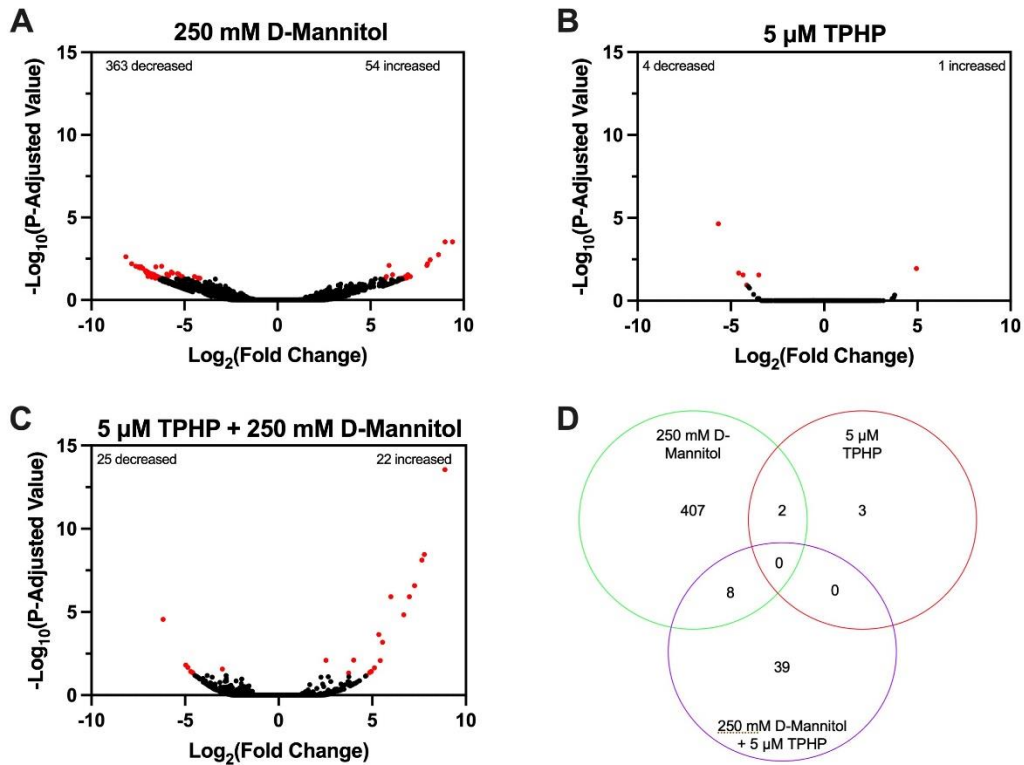 A
250 mM D-Mannitol
363 decreased
54 increased
15
10
5
0
-10
-5
0
5
10
-Log10(P-Adjusted Value)
Log2(Fold Change)
B
5 µM TPHP
4 decreased
1 increased
15
10
5
0
-10
-5
0
5
10
-Log10(P-Adjusted Value)
Log2(Fold Change)
C
5 µM TPHP + 250 mM D-Mannitol
25 decreased
22 increased
15
10
5
0
-10
-5
0
5
10
-Log10(P-Adjusted Value)
Log2(Fold Change)
D
250 mM D-
Mannitol
5 µM
TPHP
407
2
3
0
8
0
39
250 mM D-Mannitol
+ 5 µM TPHP